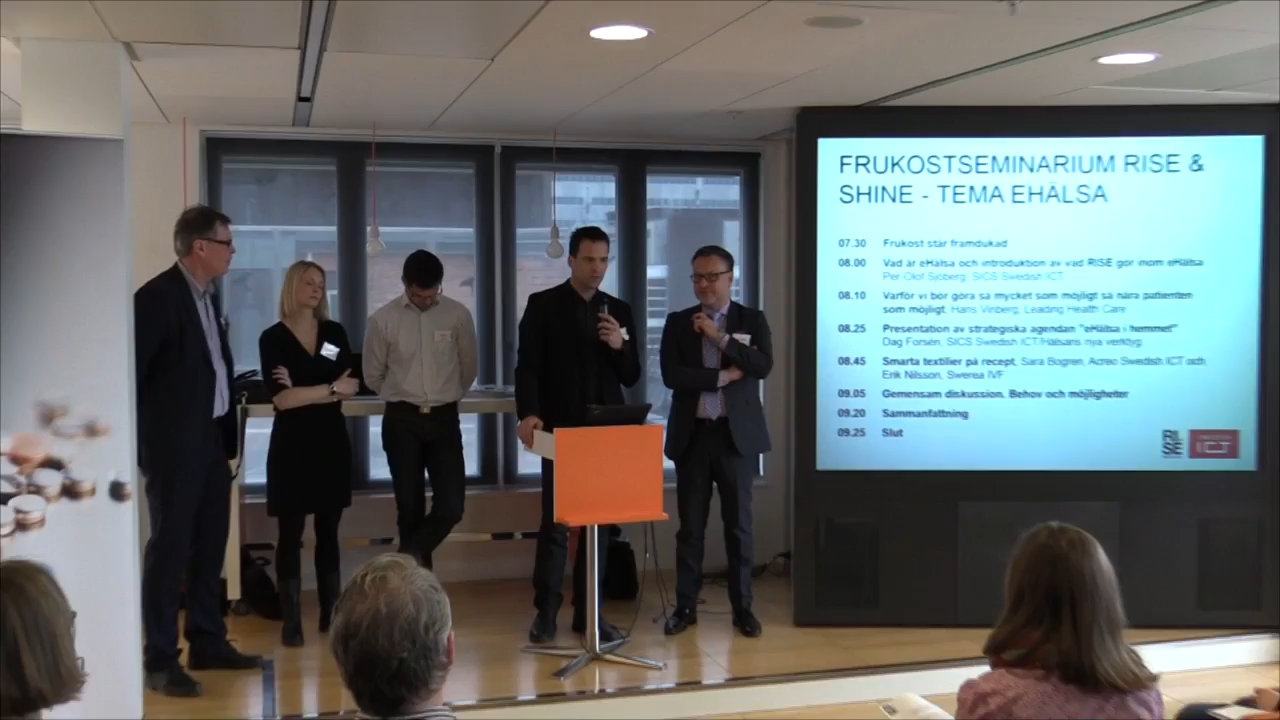 FRUKOSTSEMINARIUM RISE &
SHINE - TEMA EHÄLSA
07.30 Frukost står framdukad
08.00 Vad är eHälsa och introduktion av vad RISE gör inom eHälsa
Per-Olof Sjöberg, SICS Swedish ICT
08.10 Varför vi bör göra så mycket som möjligt så nära patienten
som möjligt, Hans Vinberg, Leading Health Care
08.25 Presentation av strategiska agendan "eHälsa i hemmet"
Dag Forsén, SICS Swedish ICT/Hälsans nya verktyg
08.45 Smarta textilier på recept, Sara Bogren, Acreo Swedish ICT och
Erik Nilsson, Swerea IVF
09.05 Gemensam diskussion. Behov och möjligheter
09.20 Sammanfattning
09.25 Slut
RI.
SE
ICT